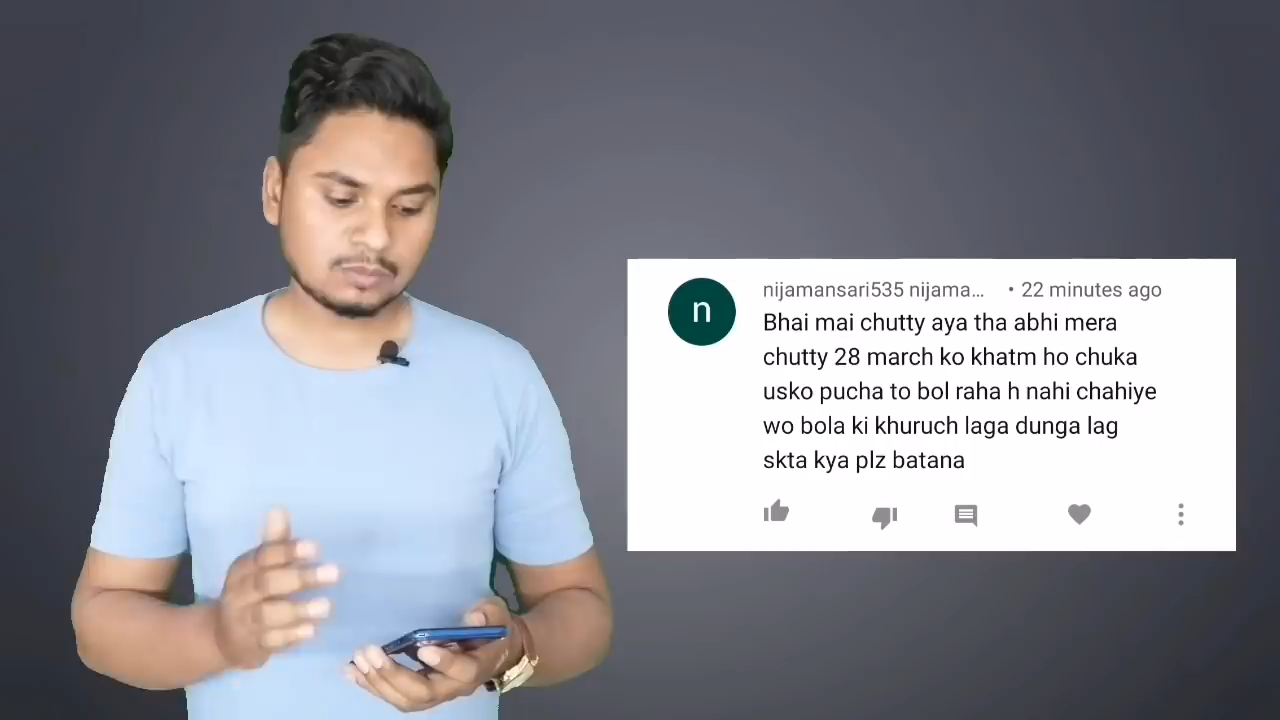 n
nijamansari535 nijama... • 22 minutes ago
Bhai mai chutty aya tha abhi mera
chutty 28 march ko khatm ho chuka
usko pucha to bol raha h nahi chahiye
wo bola ki khuruch laga dunga lag
skta kya plz batana